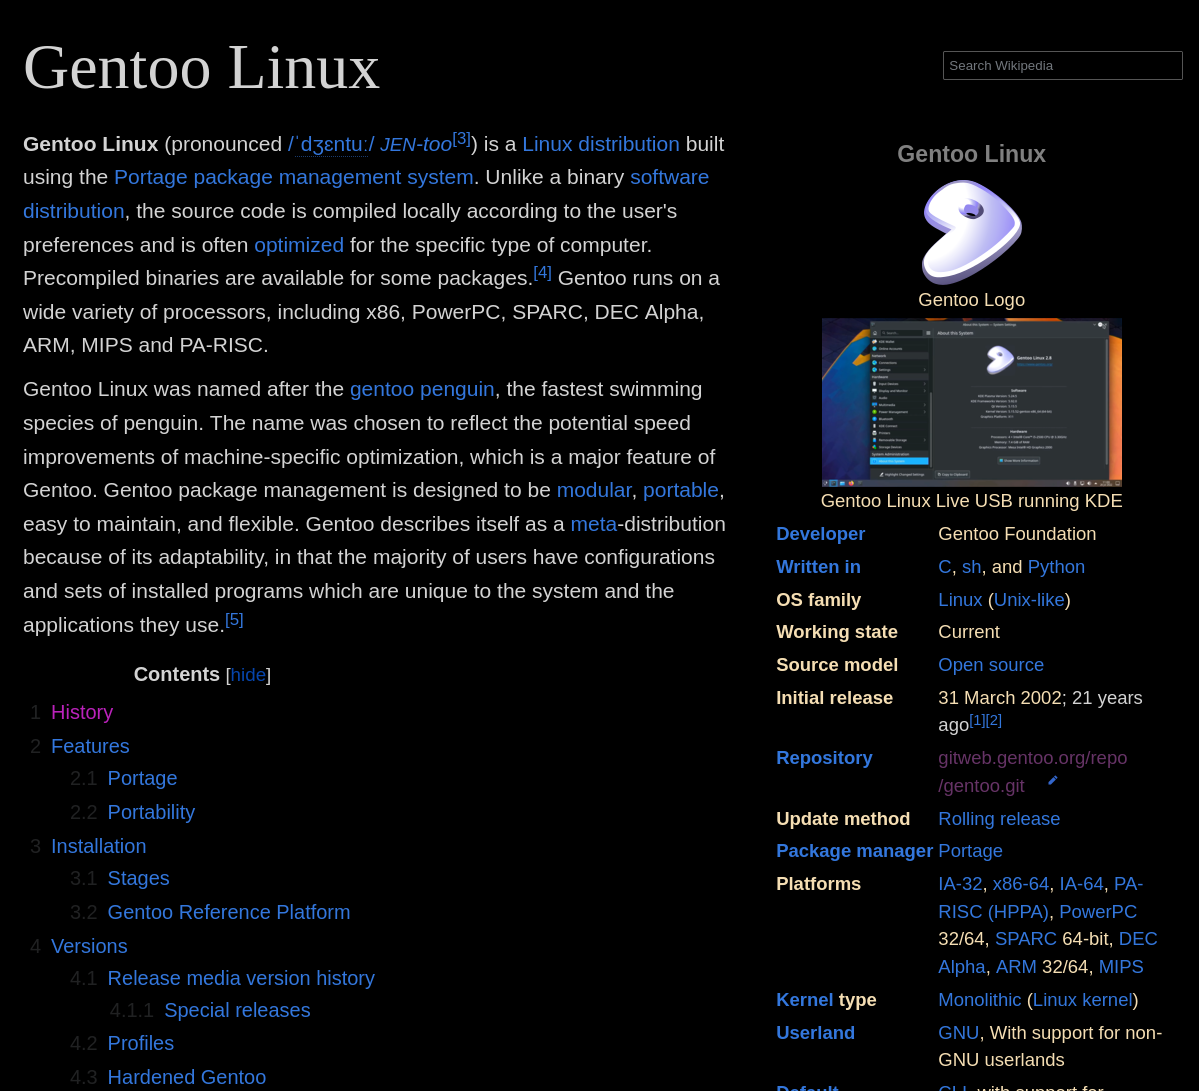 Gentoo Linux
Search Wikipedia
Gentoo Linux (pronounced /ˈdʒɛntuː/ JEN-too[3]) is a Linux distribution built
using the Portage package management system. Unlike a binary software
distribution, the source code is compiled locally according to the user's
preferences and is often optimized for the specific type of computer.
Precompiled binaries are available for some packages.[4] Gentoo runs on a
wide variety of processors, including x86, PowerPC, SPARC, DEC Alpha,
ARM, MIPS and PA-RISC.
Gentoo Linux was named after the gentoo penguin, the fastest swimming
species of penguin. The name was chosen to reflect the potential speed
improvements of machine-specific optimization, which is a major feature of
Gentoo. Gentoo package management is designed to be modular, portable,
easy to maintain, and flexible. Gentoo describes itself as a meta-distribution
because of its adaptability, in that the majority of users have configurations
and sets of installed programs which are unique to the system and the
applications they use.[5]
Contents [hide]
1 History
2 Features
2.1 Portage
2.2 Portability
3 Installation
3.1 Stages
3.2 Gentoo Reference Platform
4 Versions
4.1 Release media version history
4.1.1 Special releases
4.2 Profiles
4.3 Hardened Gentoo
Gentoo Linux
Gentoo Logo
About this System
Gentoo Linux 2.8
Software
Hardware
Gentoo Linux Live USB running KDE
Developer Gentoo Foundation
Written in C, sh, and Python
OS family Linux (Unix-like)
Working state Current
Source model Open source
Initial release 31 March 2002; 21 years
ago[1][2]
Repository gitweb.gentoo.org/repo
/gentoo.git
Update method Rolling release
Package manager Portage
Platforms IA-32, x86-64, IA-64, PA-
RISC (HPPA), PowerPC
32/64, SPARC 64-bit, DEC
Alpha, ARM 32/64, MIPS
Kernel type Monolithic (Linux kernel)
Userland GNU, With support for non-
GNU userlands
Default CLI, with support for